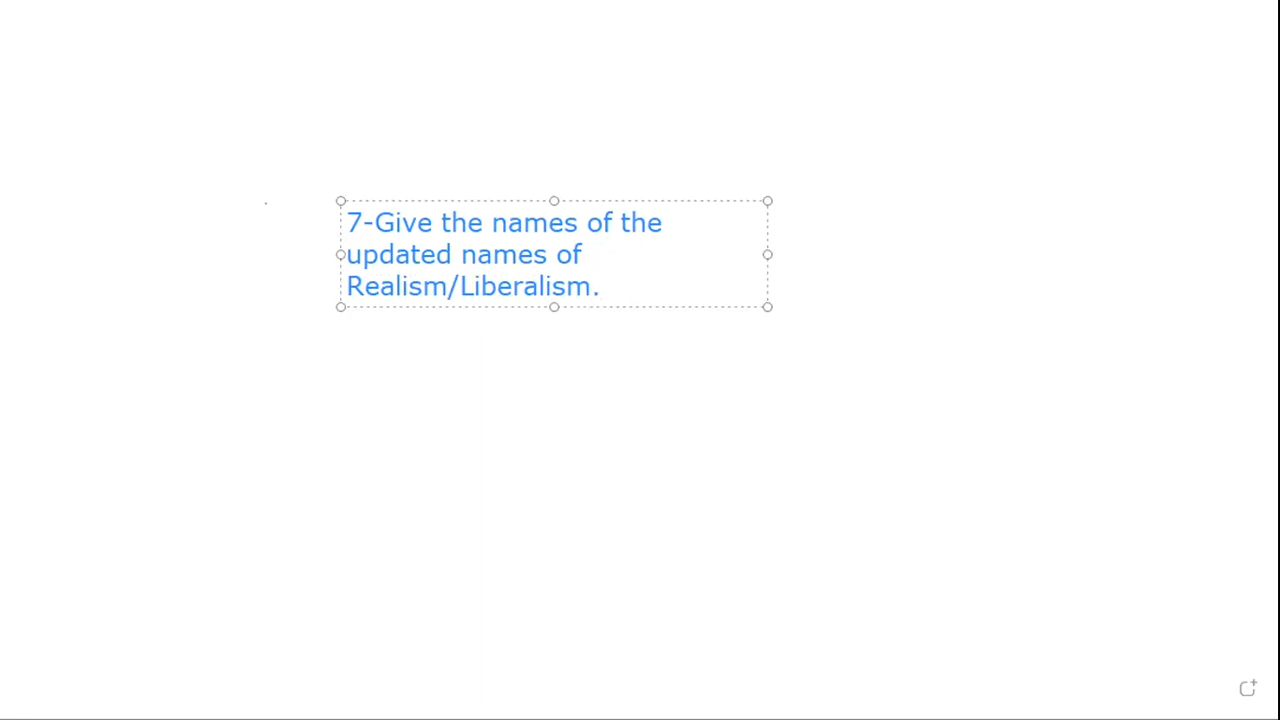 7-Give the names of the
updated names of
Realism/Liberalism.